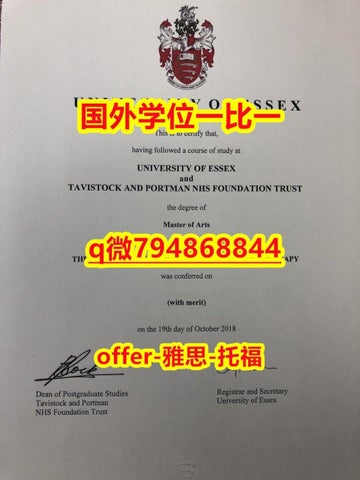 UNIVERSITY OF ESSEX
国外学位一比一
This is to certify that,
having followed a course of study at
UNIVERSITY OF ESSEX
and
TAVISTOCK AND PORTMAN NHS FOUNDATION TRUST
the degree of
Master of Arts
q微794868844
was conferred on
(with merit)
on the 19th day of October 2018
offer-雅思-托福
Dean of Postgraduate Studies
Tavistock and Portman
NHS Foundation Trust
Registrar and Secretary
University of Essex